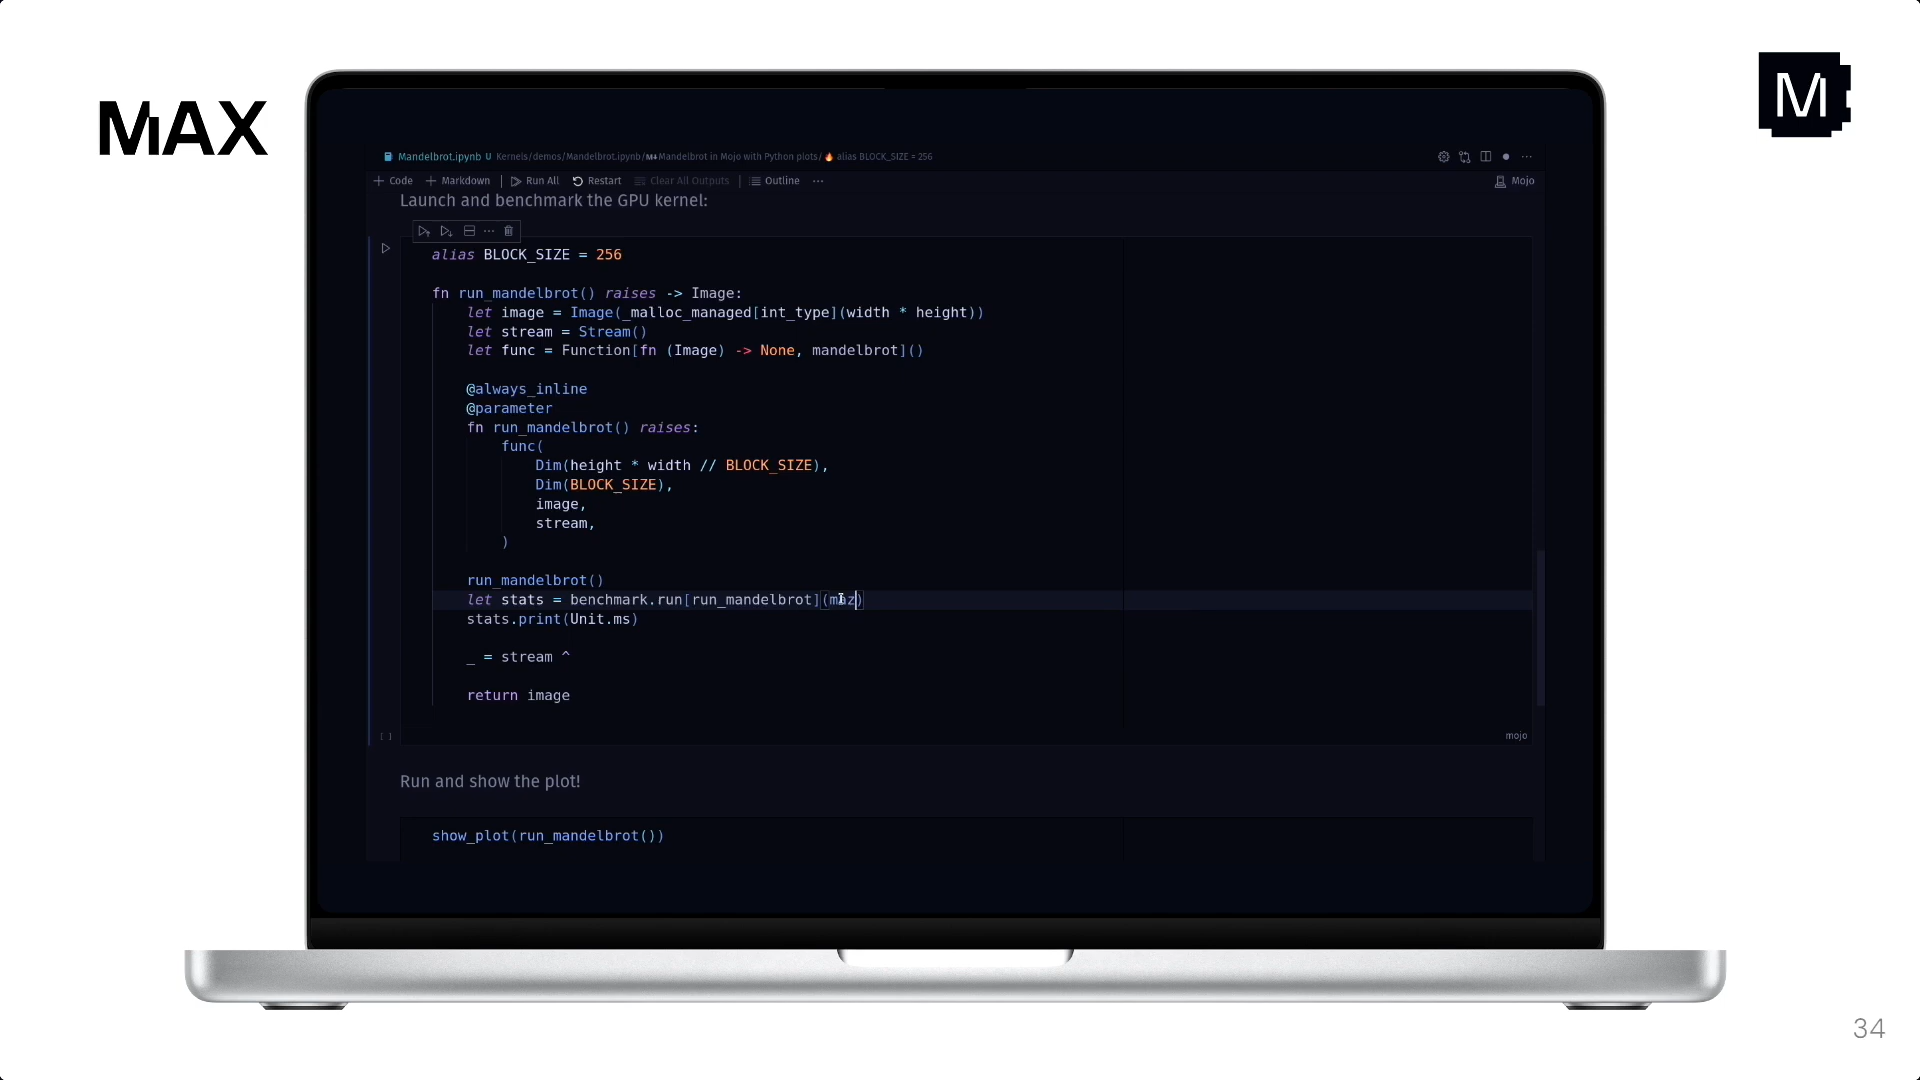 MAX
M
Mandelbrot.ipynb U Kernels/demos/Mandelbrot.ipynb/M↓Mandelbrot in Mojo with Python plots/🔥 alias BLOCK_SIZE = 256
+ Code + Markdown | Run All Restart Clear All Outputs | Outline ··· Mojo
Launch and benchmark the GPU kernel:
alias BLOCK_SIZE = 256
fn run_mandelbrot() raises -> Image:
let image = Image(_malloc_managed[int_type](width * height))
let stream = Stream()
let func = Function[fn (Image) -> None, mandelbrot]()
@always_inline
@parameter
fn run_mandelbrot() raises:
func(
Dim(height * width // BLOCK_SIZE),
Dim(BLOCK_SIZE),
image,
stream,
)
run_mandelbrot()
let stats = benchmark.run[run_mandelbrot](maz)
stats.print(Unit.ms)
_ = stream ^
return image
[ ]
mojo
Run and show the plot!
show_plot(run_mandelbrot())
34